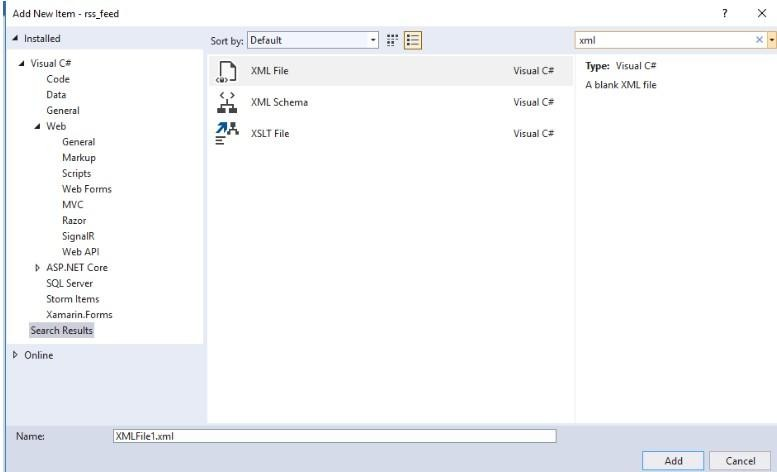 Add New Item - rss_feed
? ×
Installed
Sort by: Default
xml
Visual C#
Code
Data
General
Web
General
Markup
Scripts
Web Forms
MVC
Razor
SignalR
Web API
ASP.NET Core
SQL Server
Storm Items
Xamarin.Forms
Search Results
Online
XML File Visual C#
XML Schema Visual C#
XSLT File Visual C#
Type: Visual C#
A blank XML file
Name: XMLFile1.xml
Add Cancel